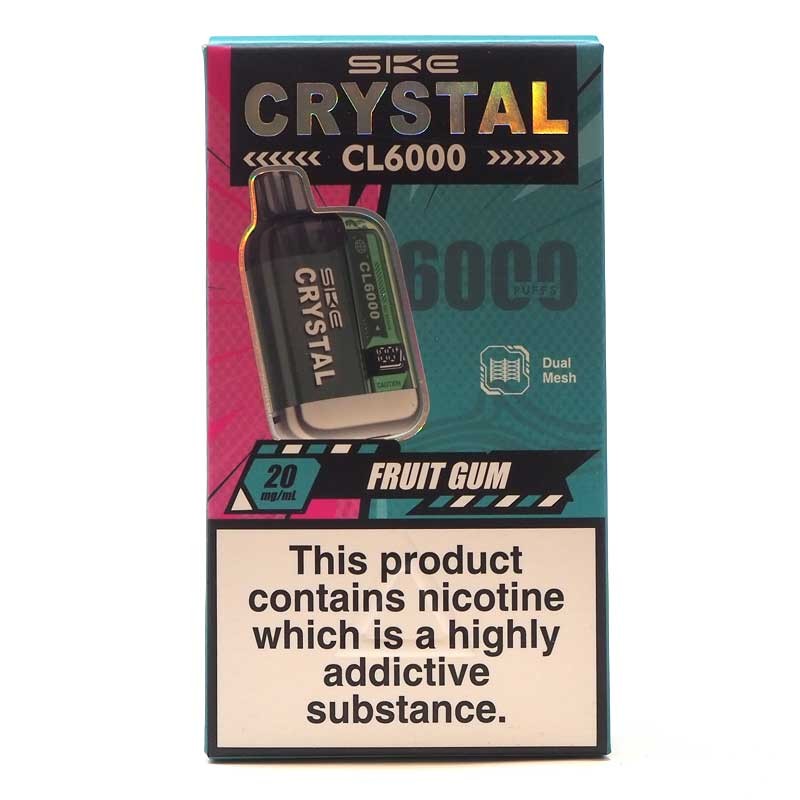 SKE
CRYSTAL
CL6000
6000
PUFFS
SKE
CRYSTAL
CL6000
Dual
Mesh
20
mg/mL
FRUIT GUM
This product
contains nicotine
which is a highly
addictive
substance.